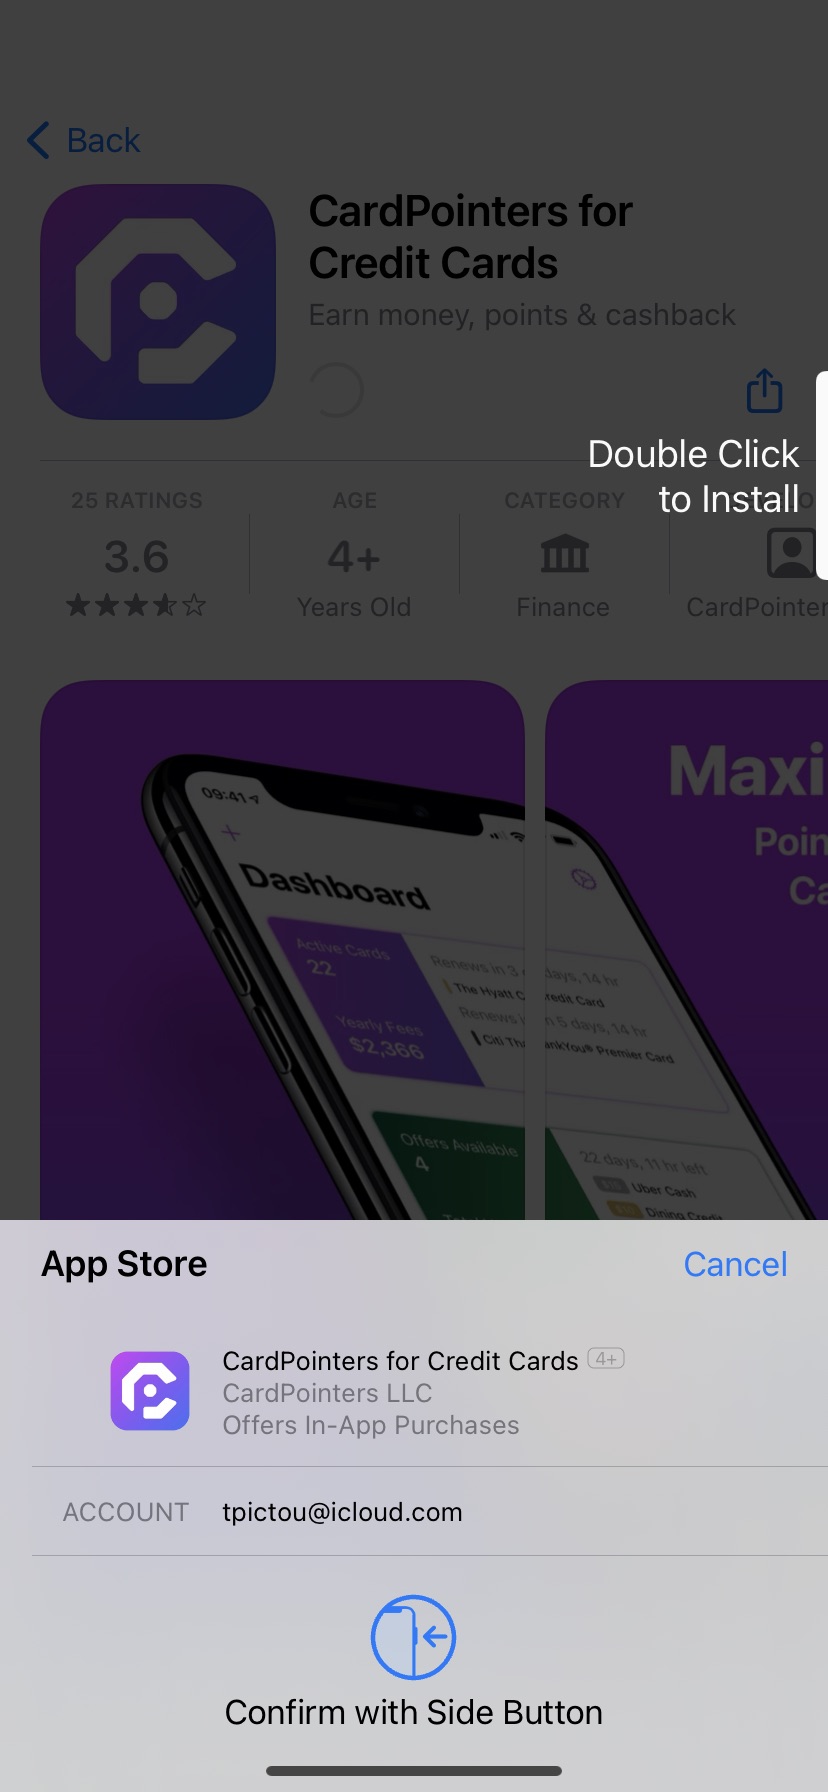 Back
CardPointers for
Credit Cards
Earn money, points & cashback
Double Click
to Install
25 RATINGS
AGE
CATEGORY
3.6
4+
Years Old
Finance
CardPointer
Maxi
Poin
Ca
09:41
Dashboard
Active Cards
22
Yearly Fees
$2,366
Renews in 3 days, 14 hr
The Hyatt Credit Card
Renews in 5 days, 14 hr
Citi ThankYou® Premier Card
Offers Available
4
22 days, 11 hr left
Uber Cash
Dining Credit
App Store
Cancel
CardPointers for Credit Cards 4+
CardPointers LLC
Offers In-App Purchases
ACCOUNT
tpictou@icloud.com
Confirm with Side Button